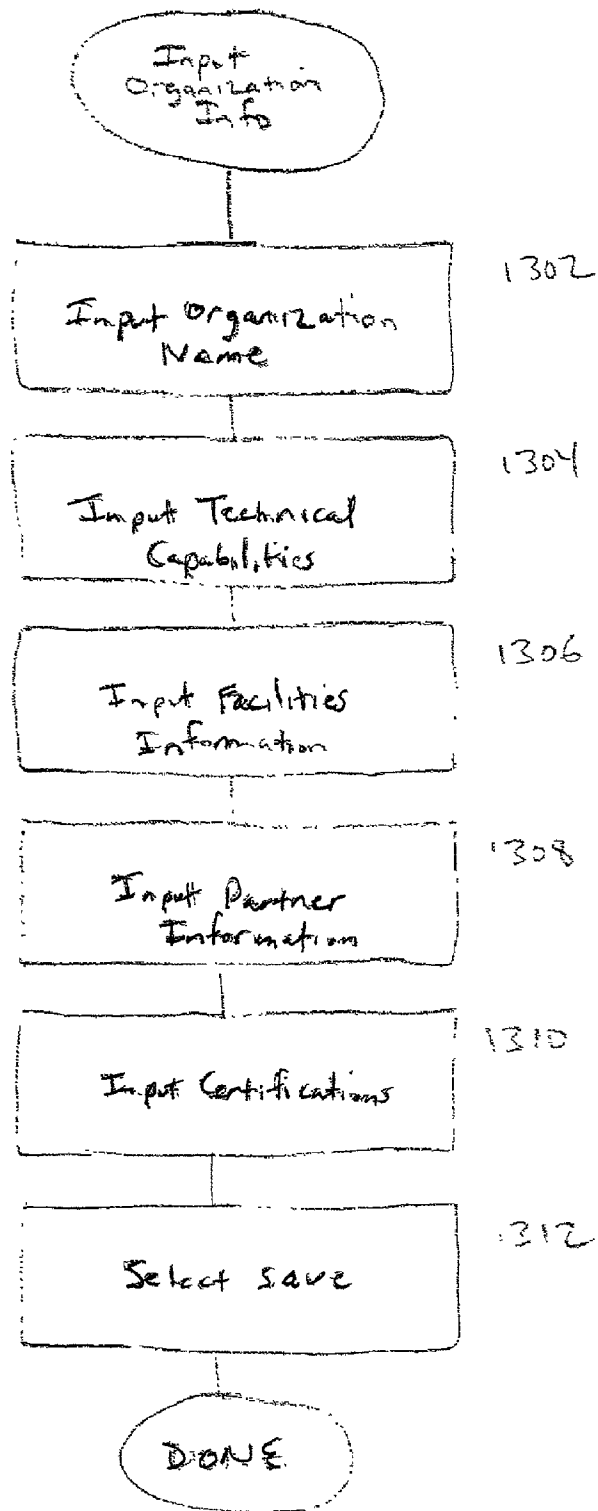 Input
Organization
Info
1302
Input Organization
Name
1304
Input Technical
Capabilities
1306
Input Facilities
Information
1308
Input Partner
Information
1310
Input Certifications
1312
Select Save
DONE